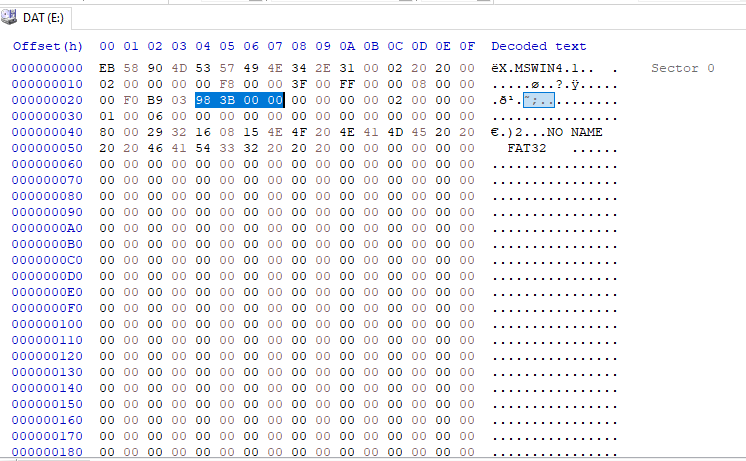 DAT (E:)
Offset(h) 00 01 02 03 04 05 06 07 08 09 0A 0B 0C 0D 0E 0F Decoded text
000000000 EB 58 90 4D 53 57 49 4E 34 2E 31 00 02 20 20 00 ëX.MSWIN4.1..  . Sector 0
000000010 02 00 00 00 00 F8 00 00 3F 00 FF 00 00 08 00 00 .....ø..?.ÿ.....
000000020 00 F0 B9 03 98 3B 00 00 00 00 00 00 02 00 00 00 .ð¹.˜;..........
000000030 01 00 06 00 00 00 00 00 00 00 00 00 00 00 00 00 ................
000000040 80 00 29 32 16 08 15 4E 4F 20 4E 41 4D 45 20 20 €.)2...NO NAME
000000050 20 20 46 41 54 33 32 20 20 20 00 00 00 00 00 00   FAT32   ......
000000060 00 00 00 00 00 00 00 00 00 00 00 00 00 00 00 00 ................
000000070 00 00 00 00 00 00 00 00 00 00 00 00 00 00 00 00 ................
000000080 00 00 00 00 00 00 00 00 00 00 00 00 00 00 00 00 ................
000000090 00 00 00 00 00 00 00 00 00 00 00 00 00 00 00 00 ................
0000000A0 00 00 00 00 00 00 00 00 00 00 00 00 00 00 00 00 ................
0000000B0 00 00 00 00 00 00 00 00 00 00 00 00 00 00 00 00 ................
0000000C0 00 00 00 00 00 00 00 00 00 00 00 00 00 00 00 00 ................
0000000D0 00 00 00 00 00 00 00 00 00 00 00 00 00 00 00 00 ................
0000000E0 00 00 00 00 00 00 00 00 00 00 00 00 00 00 00 00 ................
0000000F0 00 00 00 00 00 00 00 00 00 00 00 00 00 00 00 00 ................
000000100 00 00 00 00 00 00 00 00 00 00 00 00 00 00 00 00 ................
000000110 00 00 00 00 00 00 00 00 00 00 00 00 00 00 00 00 ................
000000120 00 00 00 00 00 00 00 00 00 00 00 00 00 00 00 00 ................
000000130 00 00 00 00 00 00 00 00 00 00 00 00 00 00 00 00 ................
000000140 00 00 00 00 00 00 00 00 00 00 00 00 00 00 00 00 ................
000000150 00 00 00 00 00 00 00 00 00 00 00 00 00 00 00 00 ................
000000160 00 00 00 00 00 00 00 00 00 00 00 00 00 00 00 00 ................
000000170 00 00 00 00 00 00 00 00 00 00 00 00 00 00 00 00 ................
000000180 00 00 00 00 00 00 00 00 00 00 00 00 00 00 00 00 ................